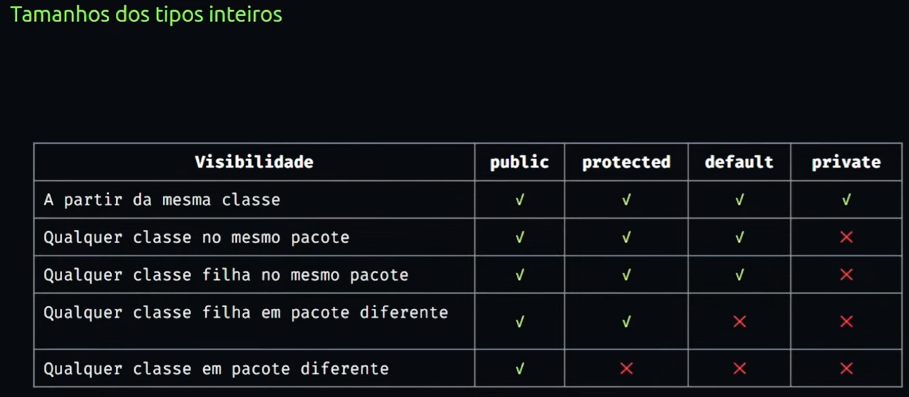 Tamanhos dos tipos inteiros
Visibilidade public protected default private
A partir da mesma classe √ √ √ √
Qualquer classe no mesmo pacote √ √ √ ×
Qualquer classe filha no mesmo pacote √ √ √ ×
Qualquer classe filha em pacote diferente √ √ × ×
Qualquer classe em pacote diferente √ × × ×